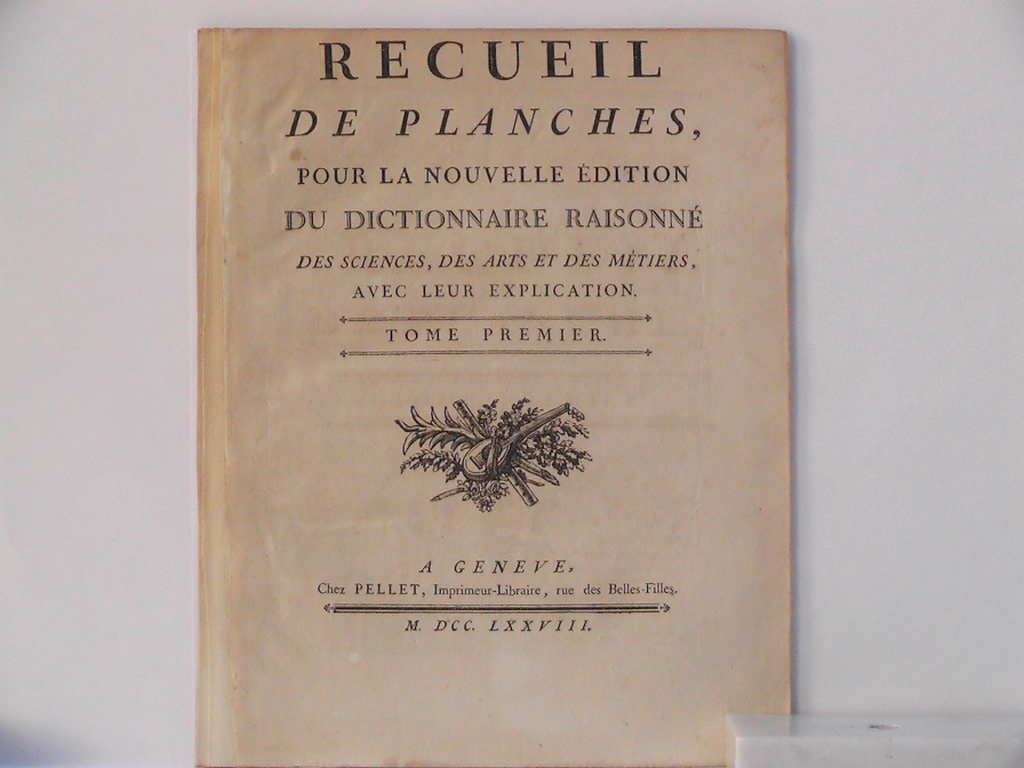 RECUEIL
DE PLANCHES,
POUR LA NOUVELLE ÉDITION
DU DICTIONNAIRE RAISONNÉ
DES SCIENCES, DES ARTS ET DES MÉTIERS,
AVEC LEUR EXPLICATION.
TOME PREMIER.
A GENEVE,
Chez PELLET, Imprimeur-Libraire, rue des Belles-Filles.
M. DCC. LXXVIII.